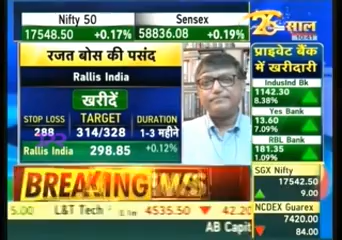 Nifty 50
17548.50 +0.17%
Sensex
58836.08 +0.19%
साल
10:41
रजत बोस की पसंद
Rallis India
खरीदें
STOP LOSS
288
TARGET
314/328
DURATION
1-3 महीने
Rallis India 298.85 +0.12%
प्राइवेट बैंक
में खरीदारी
IndusInd Bk
1142.30
8.38%
Yes Bank
13.60
7.09%
RBL Bank
181.35
1.09%
SGX Nifty
17542.50
9.00
NCDEX Guarex
7420.00
84.00
BREAKING
5.00 L&T Tech 4535.50 42.20
AB Capit